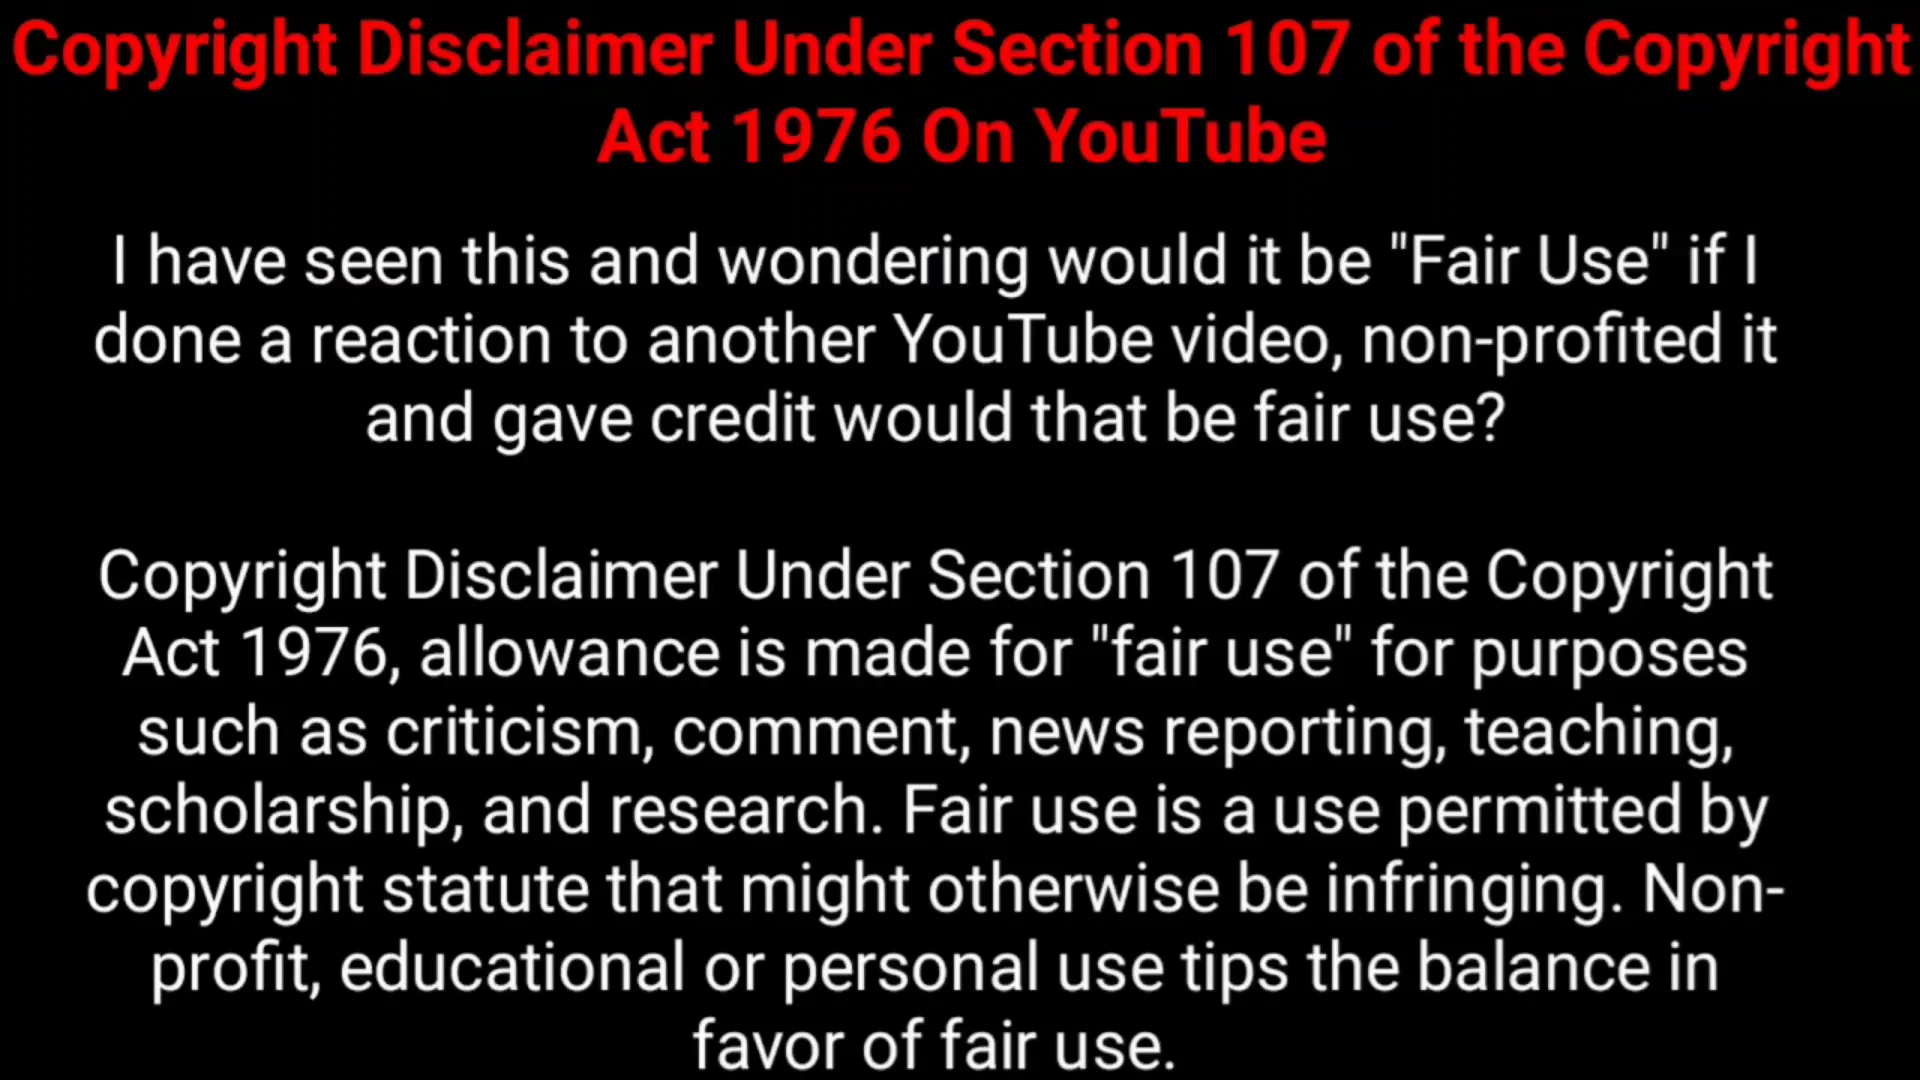 Copyright Disclaimer Under Section 107 of the Copyright
Act 1976 On YouTube
I have seen this and wondering would it be "Fair Use" if I
done a reaction to another YouTube video, non-profited it
and gave credit would that be fair use?
Copyright Disclaimer Under Section 107 of the Copyright
Act 1976, allowance is made for "fair use" for purposes
such as criticism, comment, news reporting, teaching,
scholarship, and research. Fair use is a use permitted by
copyright statute that might otherwise be infringing. Non-
profit, educational or personal use tips the balance in
favor of fair use.